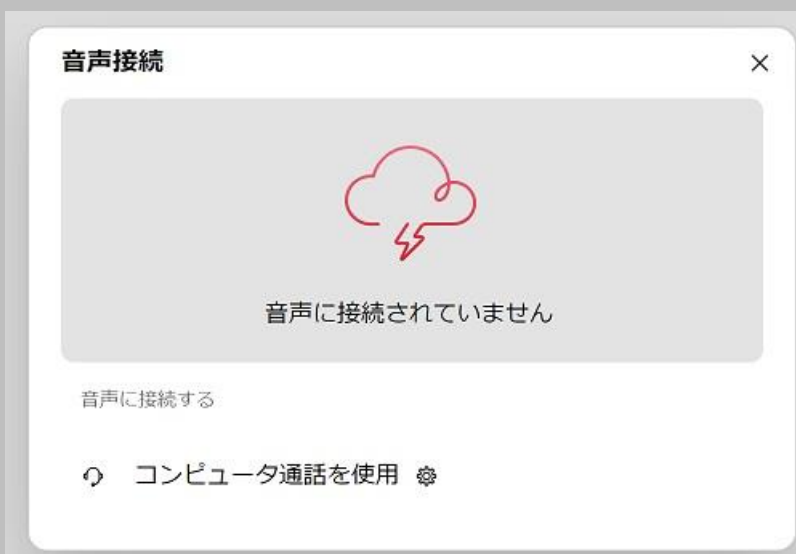 音声接続
音声に接続されていません
音声に接続する
コンピュータ通話を使用